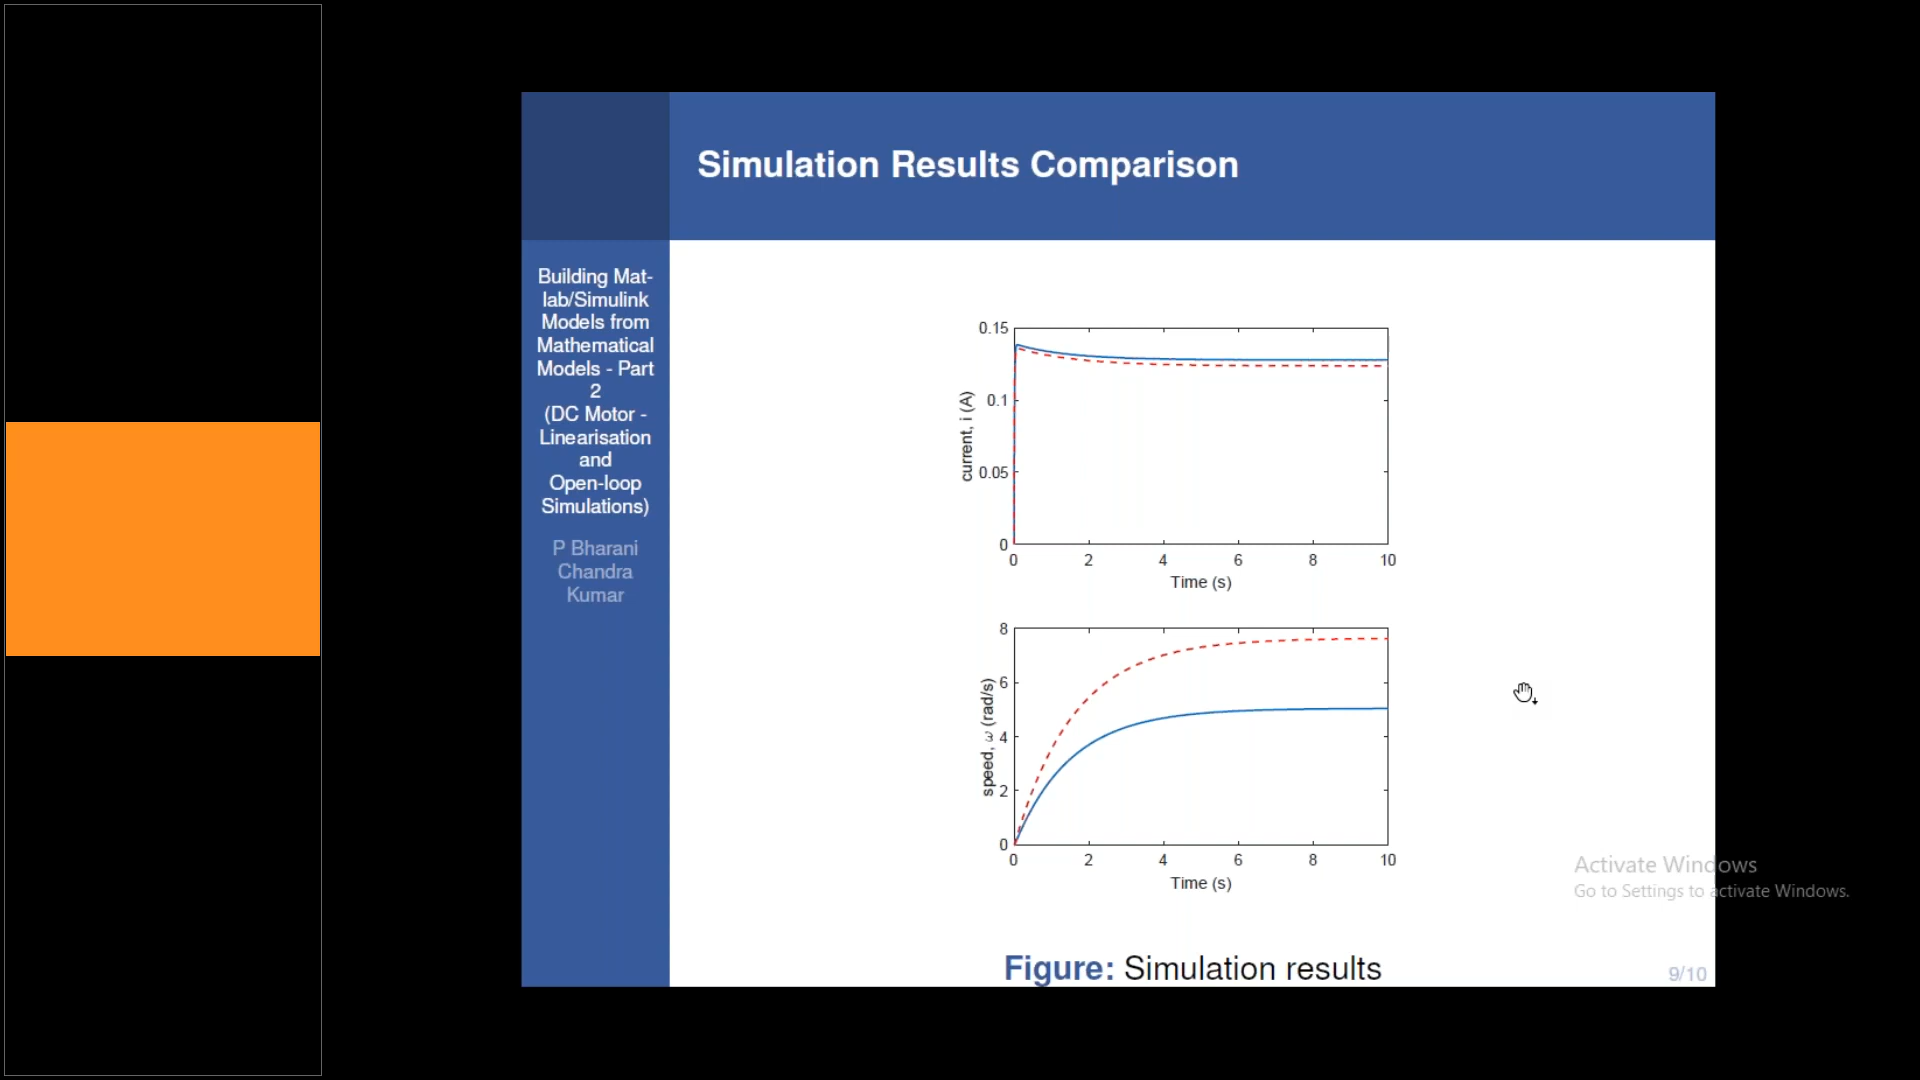 Simulation Results Comparison
Building Mat-
lab/Simulink
Models from
Mathematical
Models - Part
2
(DC Motor -
Linearisation
and
Open-loop
Simulations)
P Bharani
Chandra
Kumar
0.15
0.1
0.05
0
current, i (A)
0 2 4 6 8 10
Time (s)
8
6
4
2
0
speed, ω (rad/s)
0 2 4 6 8 10
Time (s)
Activate Windows
Go to Settings to activate Windows.
Figure: Simulation results
9/10